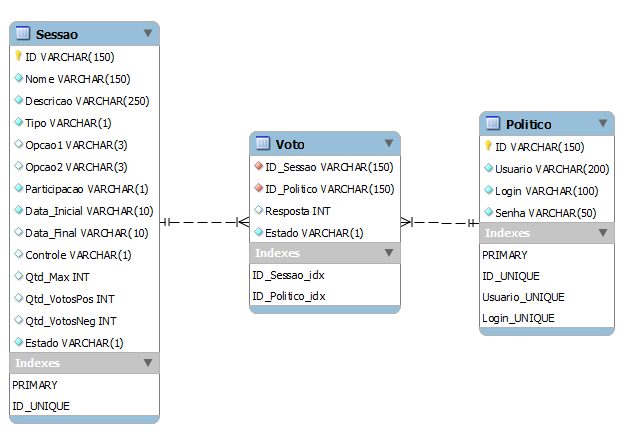 Sessao
ID VARCHAR(150)
Nome VARCHAR(150)
Descricao VARCHAR(250)
Tipo VARCHAR(1)
Opcao1 VARCHAR(3)
Opcao2 VARCHAR(3)
Participacao VARCHAR(1)
Data_Inicial VARCHAR(10)
Data_Final VARCHAR(10)
Controle VARCHAR(1)
Qtd_Max INT
Qtd_VotosPos INT
Qtd_VotosNeg INT
Estado VARCHAR(1)
Indexes
PRIMARY
ID_UNIQUE
Voto
ID_Sessao VARCHAR(150)
ID_Politico VARCHAR(150)
Resposta INT
Estado VARCHAR(1)
Indexes
ID_Sessao_idx
ID_Politico_idx
Politico
ID VARCHAR(150)
Usuario VARCHAR(200)
Login VARCHAR(100)
Senha VARCHAR(50)
Indexes
PRIMARY
ID_UNIQUE
Usuario_UNIQUE
Login_UNIQUE